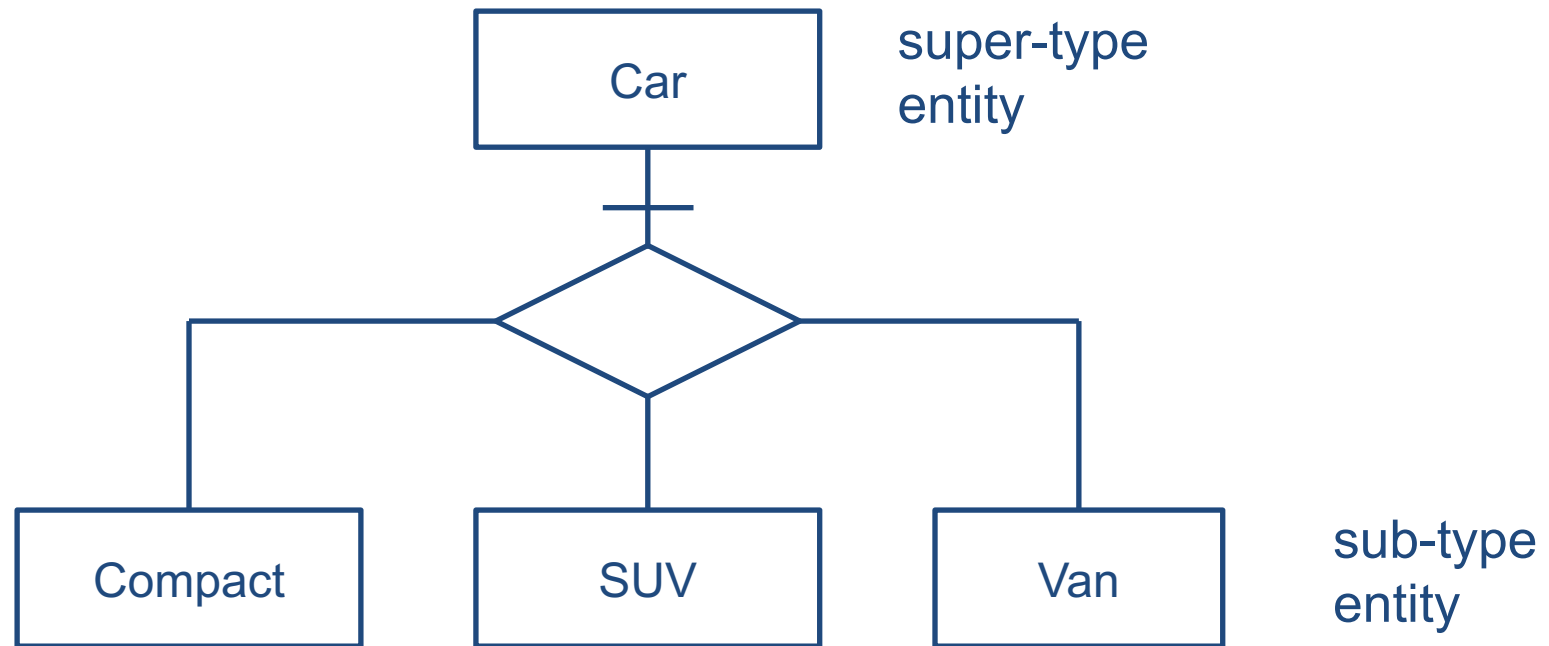 Car
super-type
entity
Compact
SUV
Van
sub-type
entity